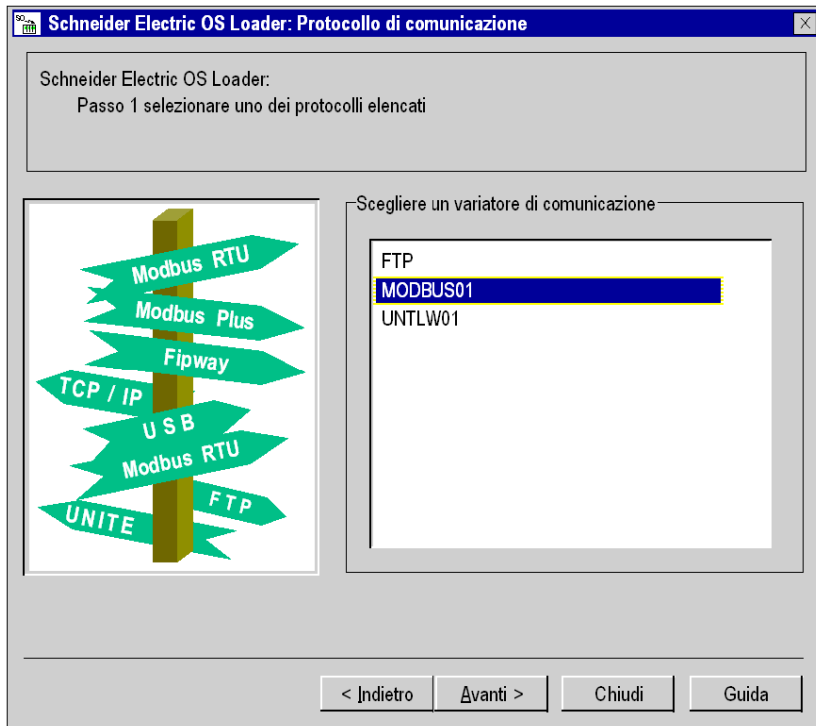 Schneider Electric OS Loader: Protocollo di comunicazione
Schneider Electric OS Loader:
Passo 1 selezionare uno dei protocolli elencati
Modbus RTU
Modbus Plus
Fipway
TCP / IP
USB
Modbus RTU
FTP
UNITE
Scegliere un variatore di comunicazione
FTP
MODBUS01
UNTLW01
< Indietro
Avanti >
Chiudi
Guida